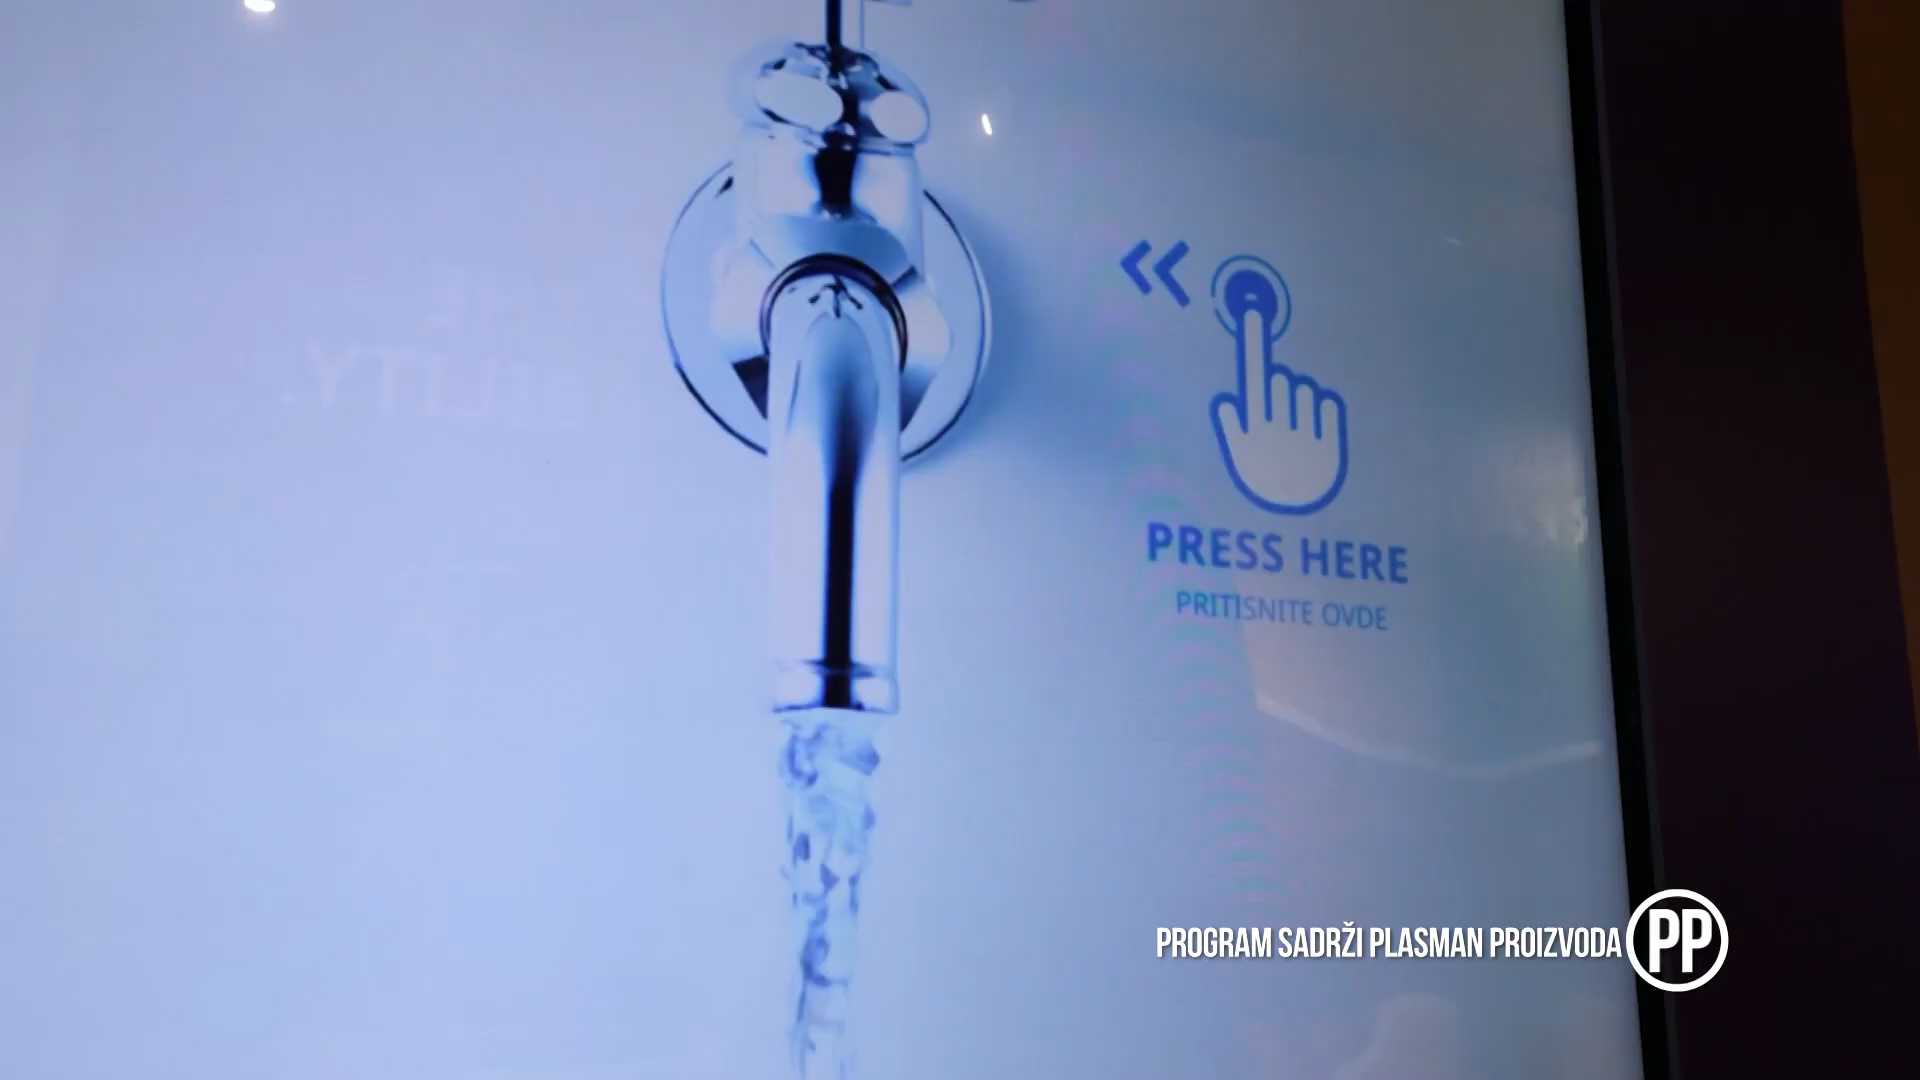 PRESS HERE
PRITISNITE OVDE
PROGRAM SADRŽI PLASMAN PROIZVODA PP